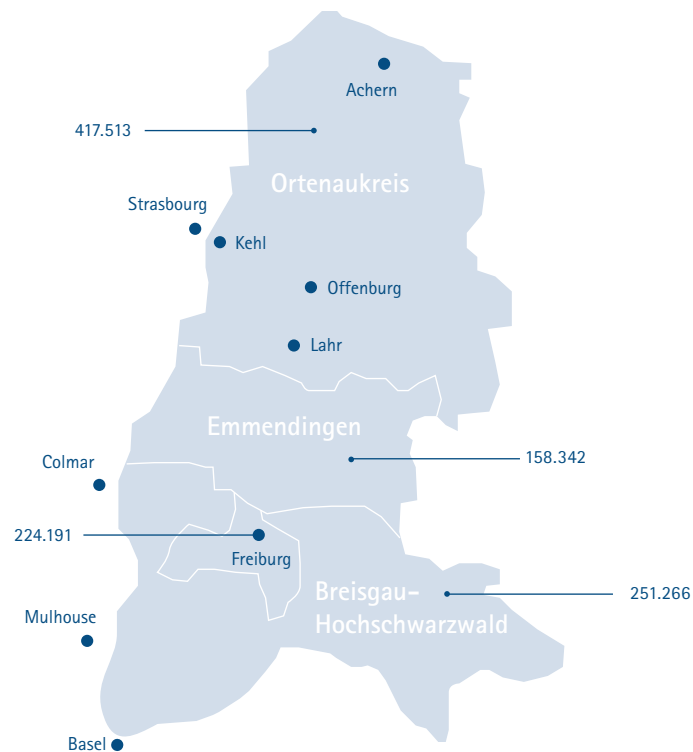 Achern
417.513
Ortenaukreis
Strasbourg
Kehl
Offenburg
Lahr
Emmendingen
Colmar
158.342
224.191
Freiburg
Breisgau-
Hochschwarzwald
251.266
Mulhouse
Basel